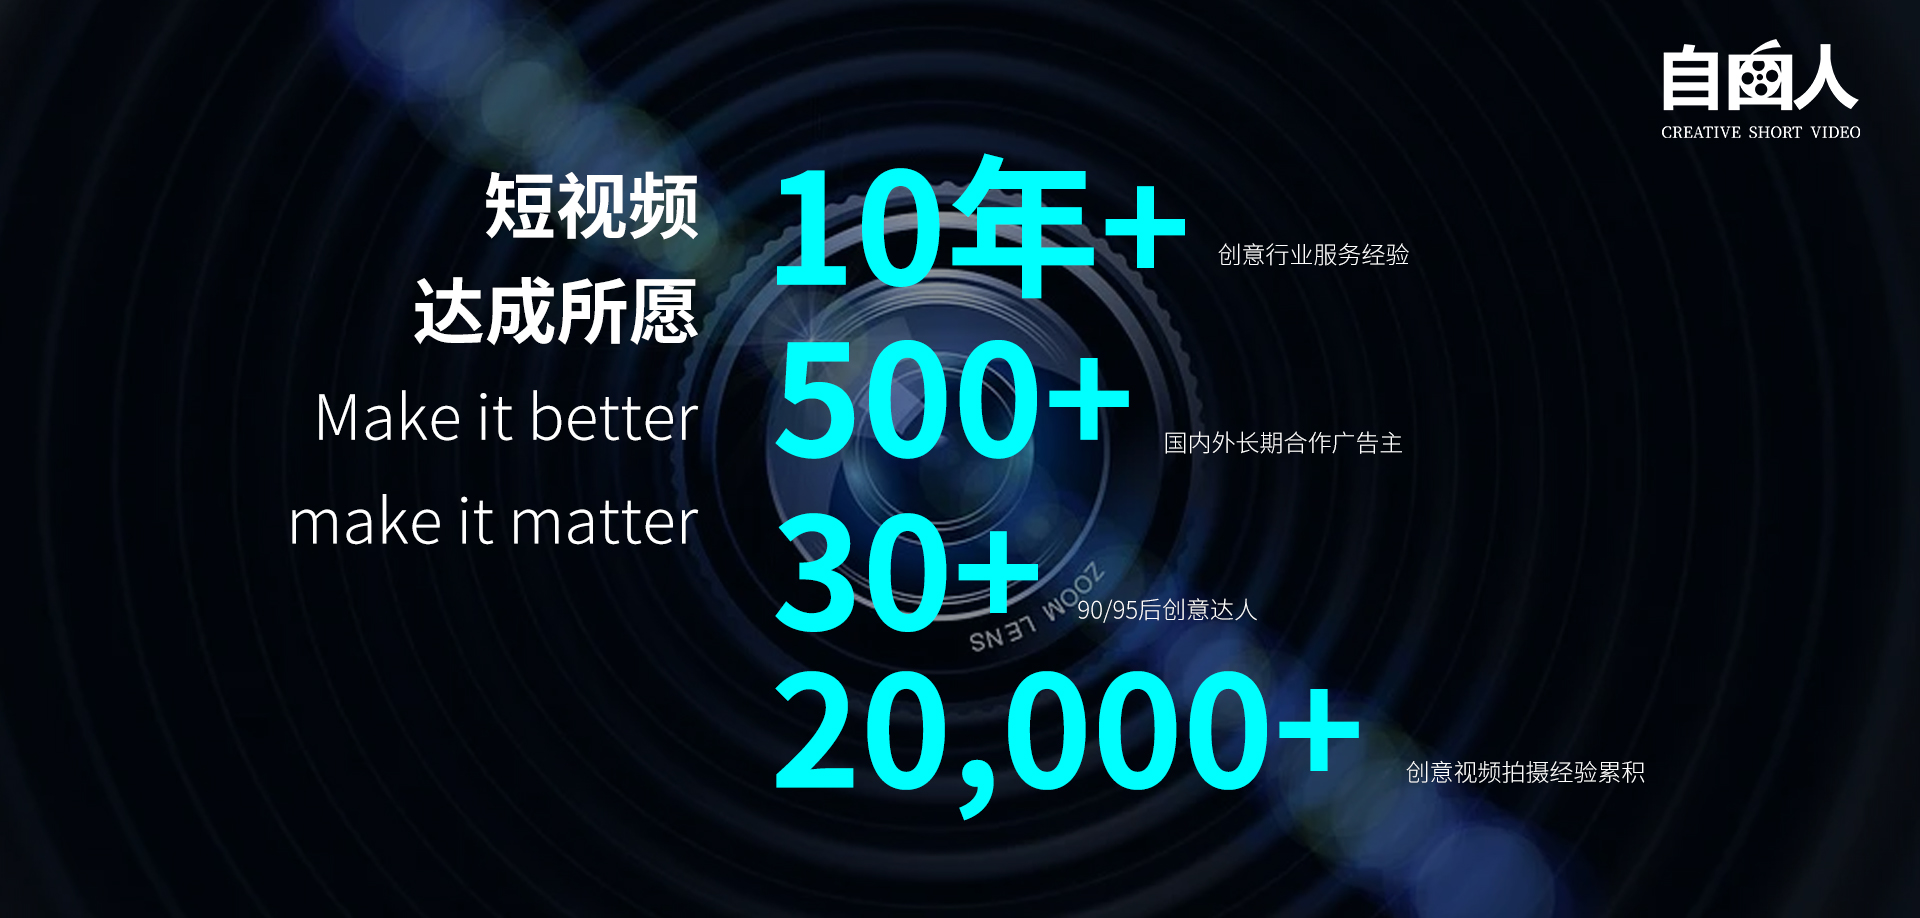 自由人
CREATIVE SHORT VIDEO
短视频
达成所愿
Make it better
make it matter
10年+
创意行业服务经验
500+
国内外长期合作广告主
30+
90/95后创意达人
20,000+
创意视频拍摄经验累积
ZOOM LENS